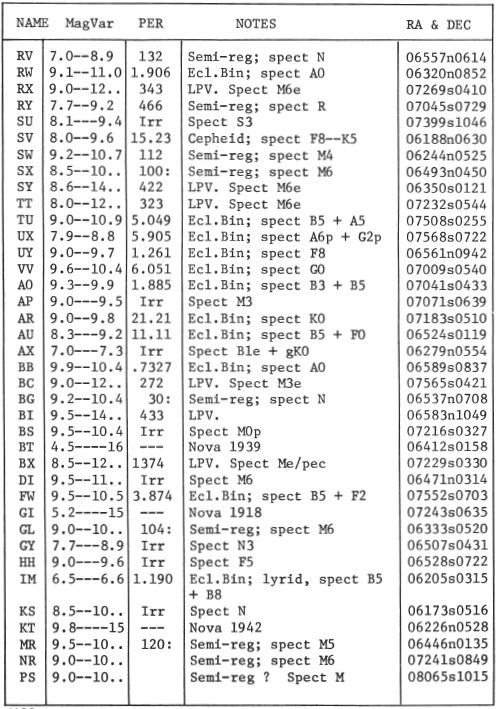 NAME MagVar PER NOTES RA & DEC
RV 7.0--8.9 132 Semi-reg; spect N 06557n0614
RW 9.1--11.0 1.906 Ecl.Bin; spect A0 06320n0852
RX 9.0--12.. 343 LPV. Spect M6e 07269s0410
RY 7.7--9.2 466 Semi-reg; spect R 07045s0729
SU 8.1---9.4 Irr Spect S3 07399s1046
SV 8.0--9.6 15.23 Cepheid; spect F8--K5 06188n0630
SW 9.2--10.7 112 Semi-reg; spect M4 06244n0525
SX 8.5--10.. 100: Semi-reg; spect M6 06493n0450
SY 8.6--14.. 422 LPV. Spect M6e 06350s0121
TT 8.0--12.. 323 LPV. Spect M6e 07232s0544
TU 9.0--10.9 5.049 Ecl.Bin; spect B5 + A5 07508s0255
UX 7.9--8.8 5.905 Ecl.Bin; spect A6p + G2p 07568s0722
UY 9.0--9.7 1.261 Ecl.Bin; spect F8 06561n0942
VV 9.6--10.4 6.051 Ecl.Bin; spect G0 07009s0540
AO 9.3--9.9 1.885 Ecl.Bin; spect B3 + B5 07041s0433
AP 9.0---9.5 Irr Spect M3 07071s0639
AR 9.0--9.8 21.21 Ecl.Bin; spect K0 07183s0510
AU 8.3---9.2 11.11 Ecl.Bin; spect B5 + F0 06524s0119
AX 7.0---7.3 Irr Spect Ble + gK0 06279n0554
BB 9.9--10.4 .7327 Ecl.Bin; spect A0 06589s0837
BC 9.0--12.. 272 LPV. Spect M3e 07565s0421
BG 9.2--10.4 30: Semi-reg; spect N 06537n0708
BI 9.5--14.. 433 LPV. 06583n1049
BS 9.5--10.4 Irr Spect M0p 07216s0327
BT 4.5----16 --- Nova 1939 06412s0158
BX 8.5--12.. 1374 LPV. Spect Me/pec 07229s0330
DI 9.5--11.. Irr Spect M6 06471n0314
FW 9.5--10.5 3.874 Ecl.Bin; spect B5 + F2 07552s0703
GI 5.2----15 --- Nova 1918 07243s0635
GL 9.0--10.. 104: Semi-reg; spect M6 06333s0520
GY 7.7---8.9 Irr Spect N3 06507s0431
HH 9.0---9.6 Irr Spect F5 06528s0722
IM 6.5---6.6 1.190 Ecl.Bin; lyrid, spect B5 06205s0315
+ B8
KS 8.5--10.. Irr Spect N 06173s0516
KT 9.8----15 --- Nova 1942 06226n0528
MR 9.5--10.. 120: Semi-reg; spect M5 06446n0135
NR 9.0--10.. Semi-reg; spect M6 07241s0849
PS 9.0--10.. Semi-reg ? Spect M 08065s1015